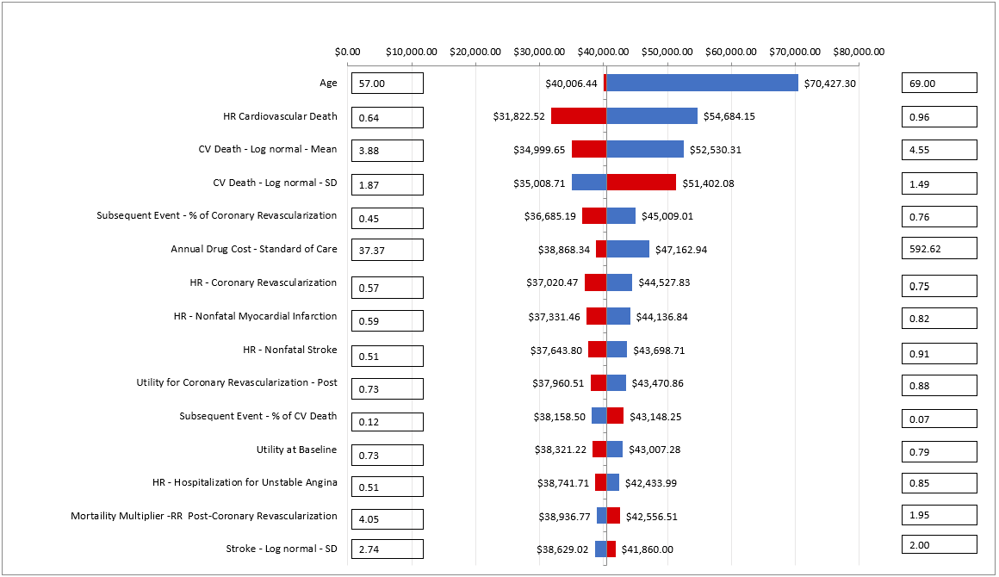 $0.00 $10,000.00 $20,000.00 $30,000.00 $40,000.00 $50,000.00 $60,000.00 $70,000.00 $80,000.00
Age 57.00 $40,006.44 $70,427.30 69.00
HR Cardiovascular Death 0.64 $31,822.52 $54,684.15 0.96
CV Death - Log normal - Mean 3.88 $34,999.65 $52,530.31 4.55
CV Death - Log normal - SD 1.87 $35,008.71 $51,402.08 1.49
Subsequent Event - % of Coronary Revascularization 0.45 $36,685.19 $45,009.01 0.76
Annual Drug Cost - Standard of Care 37.37 $38,868.34 $47,162.94 592.62
HR - Coronary Revascularization 0.57 $37,020.47 $44,527.83 0.75
HR - Nonfatal Myocardial Infarction 0.59 $37,331.46 $44,136.84 0.82
HR - Nonfatal Stroke 0.51 $37,643.80 $43,698.71 0.91
Utility for Coronary Revascularization - Post 0.73 $37,960.51 $43,470.86 0.88
Subsequent Event - % of CV Death 0.12 $38,158.50 $43,148.25 0.07
Utility at Baseline 0.73 $38,321.22 $43,007.28 0.79
HR - Hospitalization for Unstable Angina 0.51 $38,741.71 $42,433.99 0.85
Mortaility Multiplier -RR Post-Coronary Revascularization 4.05 $38,936.77 $42,556.51 1.95
Stroke - Log normal - SD 2.74 $38,629.02 $41,860.00 2.00